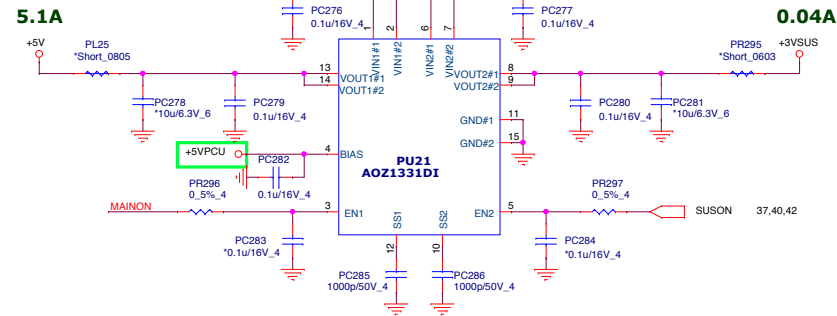 5.1A
0.04A
PC276
0.1u/16V_4
PC277
0.1u/16V_4
+5V
PL25
*Short_0805
PR295
*Short_0603
+3VSUS
1
2
6
7
VIN1#1
VIN1#2
VIN2#1
VIN2#2
13
14
VOUT1#1
VOUT1#2
8
9
VOUT2#1
VOUT2#2
PC278
*10u/6.3V_6
PC279
0.1u/16V_4
PC280
0.1u/16V_4
PC281
*10u/6.3V_6
11
GND#1
15
GND#2
+5VPCU
4
BIAS
PC282
0.1u/16V_4
PU21
AOZ1331DI
MAINON
PR296
0_5%_4
3
EN1
SS1
SS2
EN2
5
PR297
0_5%_4
SUSON
37,40,42
PC283
*0.1u/16V_4
12
10
PC284
*0.1u/16V_4
PC285
1000p/50V_4
PC286
1000p/50V_4